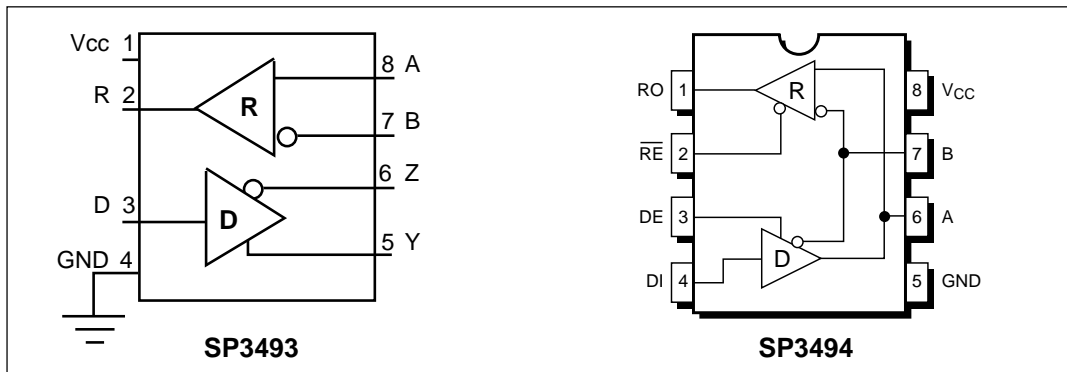 Vcc 1
R 2
D 3
GND 4
8 A
7 B
6 Z
5 Y
R
D
SP3493
RO 1
RE 2
DE 3
DI 4
8 VCC
7 B
6 A
5 GND
R
D
SP3494